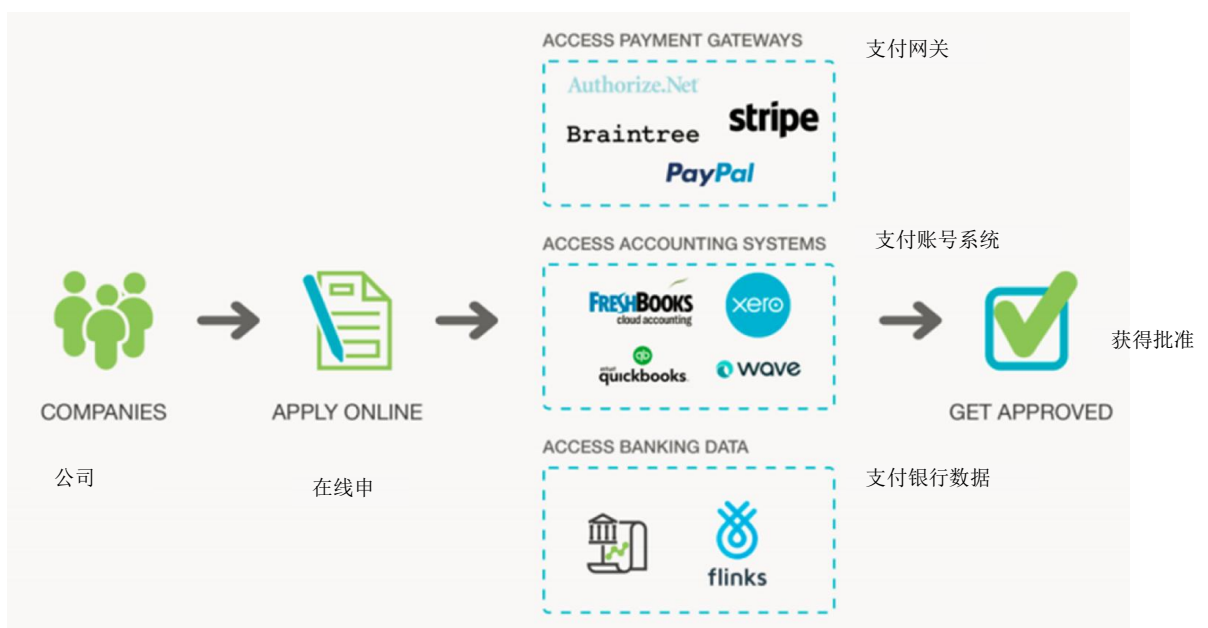 ACCESS PAYMENT GATEWAYS
支付网关
Authorize.Net
stripe
Braintree
PayPal
ACCESS ACCOUNTING SYSTEMS
支付账号系统
FRESHBOOKS
cloud accounting
xero
qb
intuit
quickbooks.
wave
COMPANIES
APPLY ONLINE
GET APPROVED
获得批准
公司
在线申
ACCESS BANKING DATA
支付银行数据
flinks